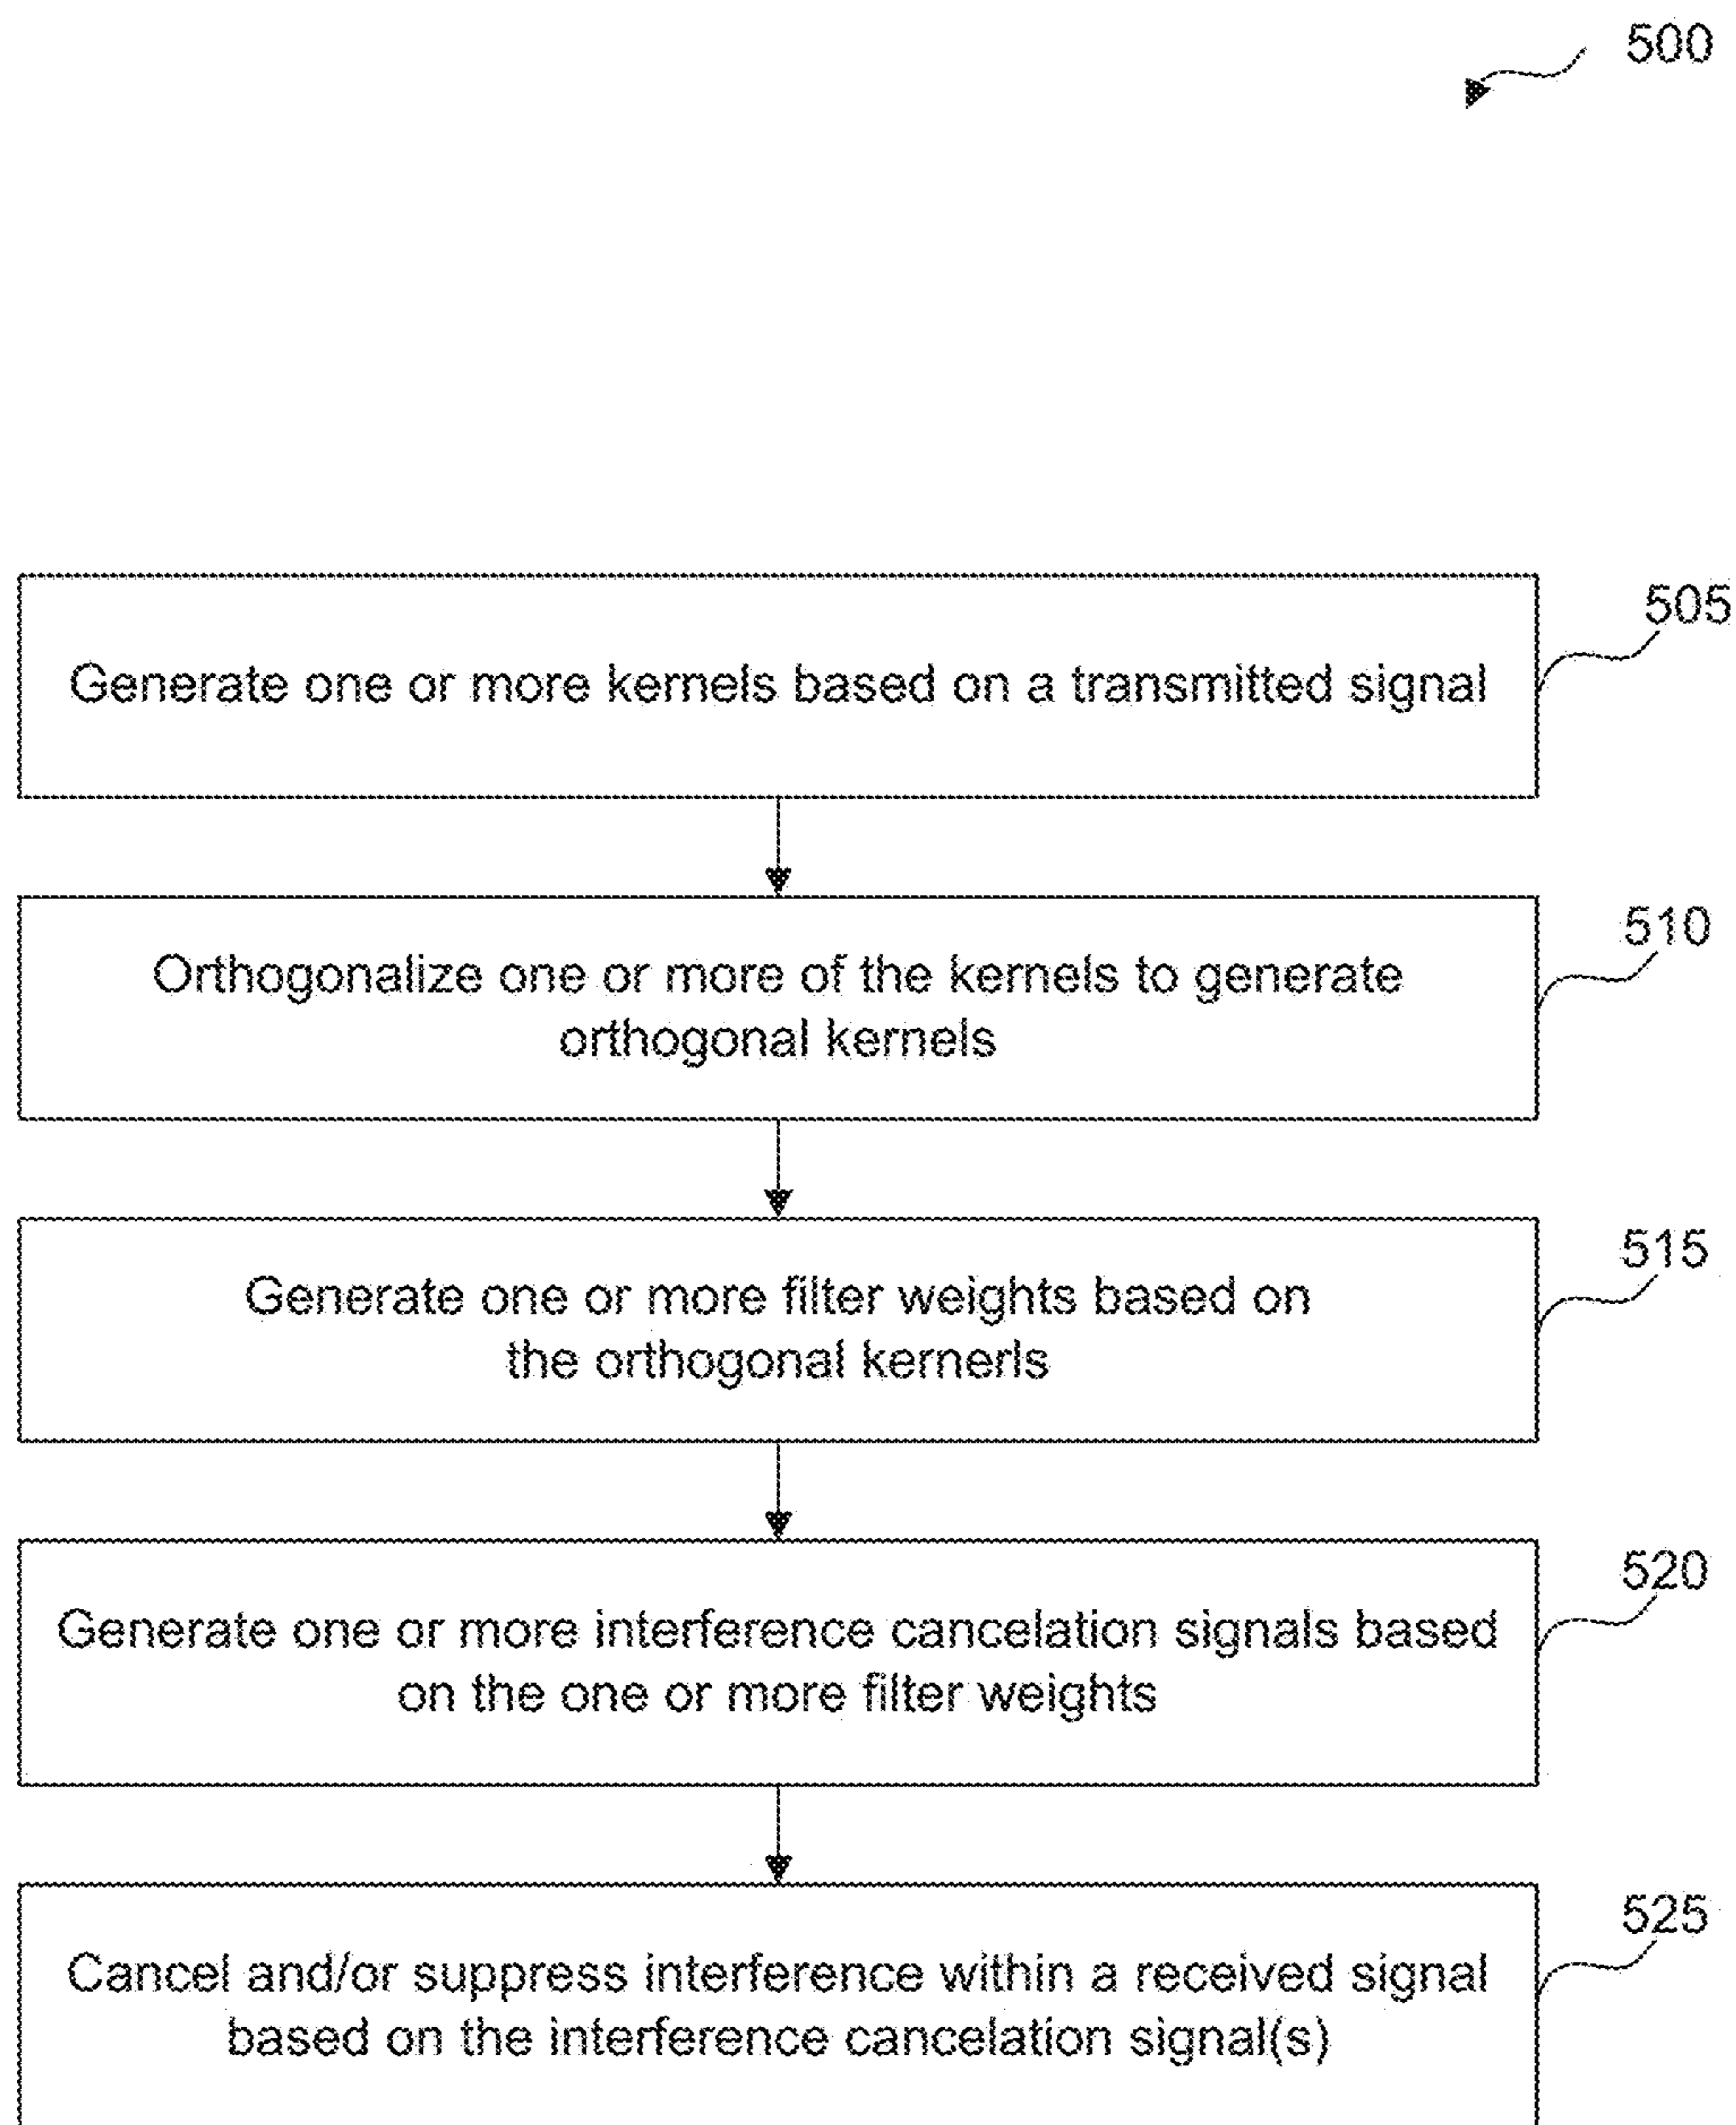 500
505
Generate one or more kernels based on a transmitted signal
510
Orthogonalize one or more of the kernels to generate
orthogonal kernels
515
Generate one or more filter weights based on
the orthogonal kernerls
520
Generate one or more interference cancelation signals based
on the one or more filter weights
525
Cancel and/or suppress interference within a received signal
based on the interference cancelation signal(s)